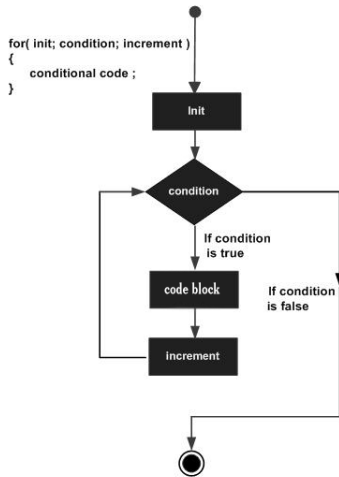 for( init; condition; increment )
{
conditional code ;
}
Init
condition
If condition
is true
code block
If condition
is false
increment